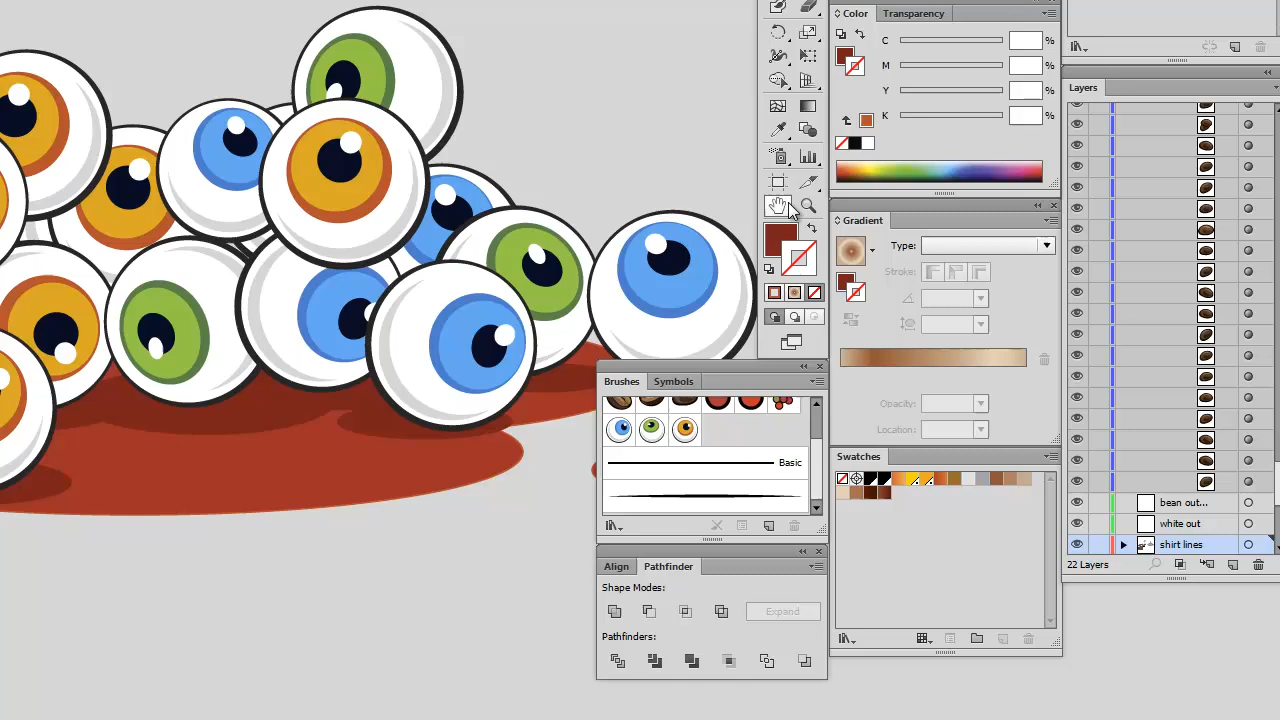 Color Transparency
C %
M %
Y %
K %
Layers
Gradient
Type:
Stroke:
Opacity:
Location:
Brushes Symbols
Basic
Swatches
bean out...
white out
shirt lines
22 Layers
Align Pathfinder
Shape Modes:
Expand
Pathfinders: